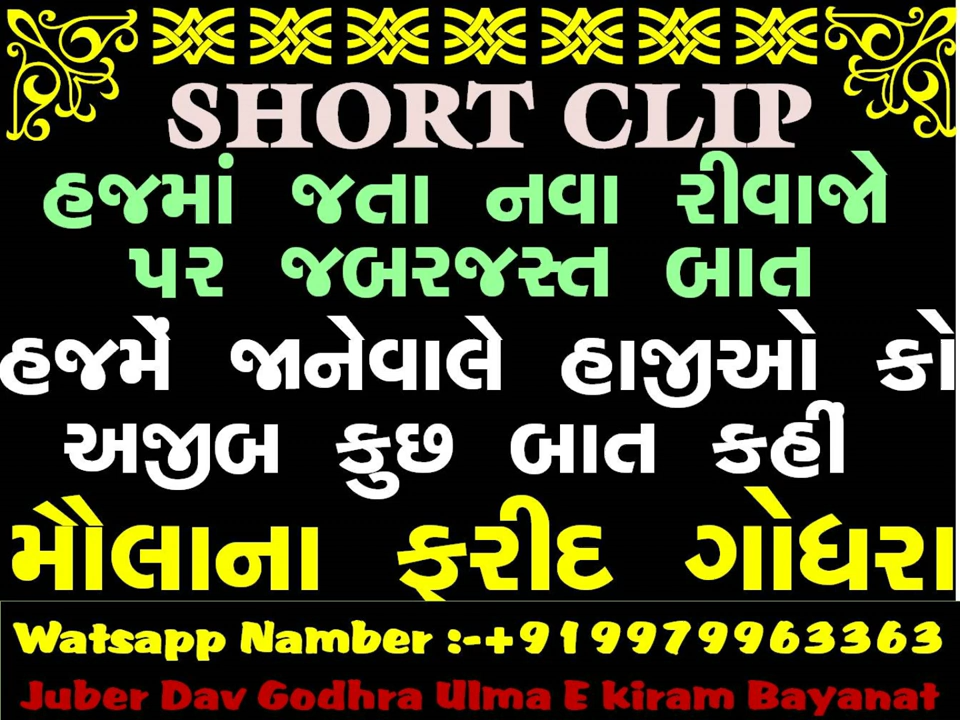 SHORT CLIP
હજમાં જતા નવા રીવાજો
પર જબરજસ્ત બાત
હજમેં જાનેવાલે હાજીઓ કો
અજીબ કુછ બાત કહીં
મૌલાના ફરીદ ગોધરા
Watsapp Namber :-+919979963363
Juber Dav Godhra Ulma E kiram Bayanat